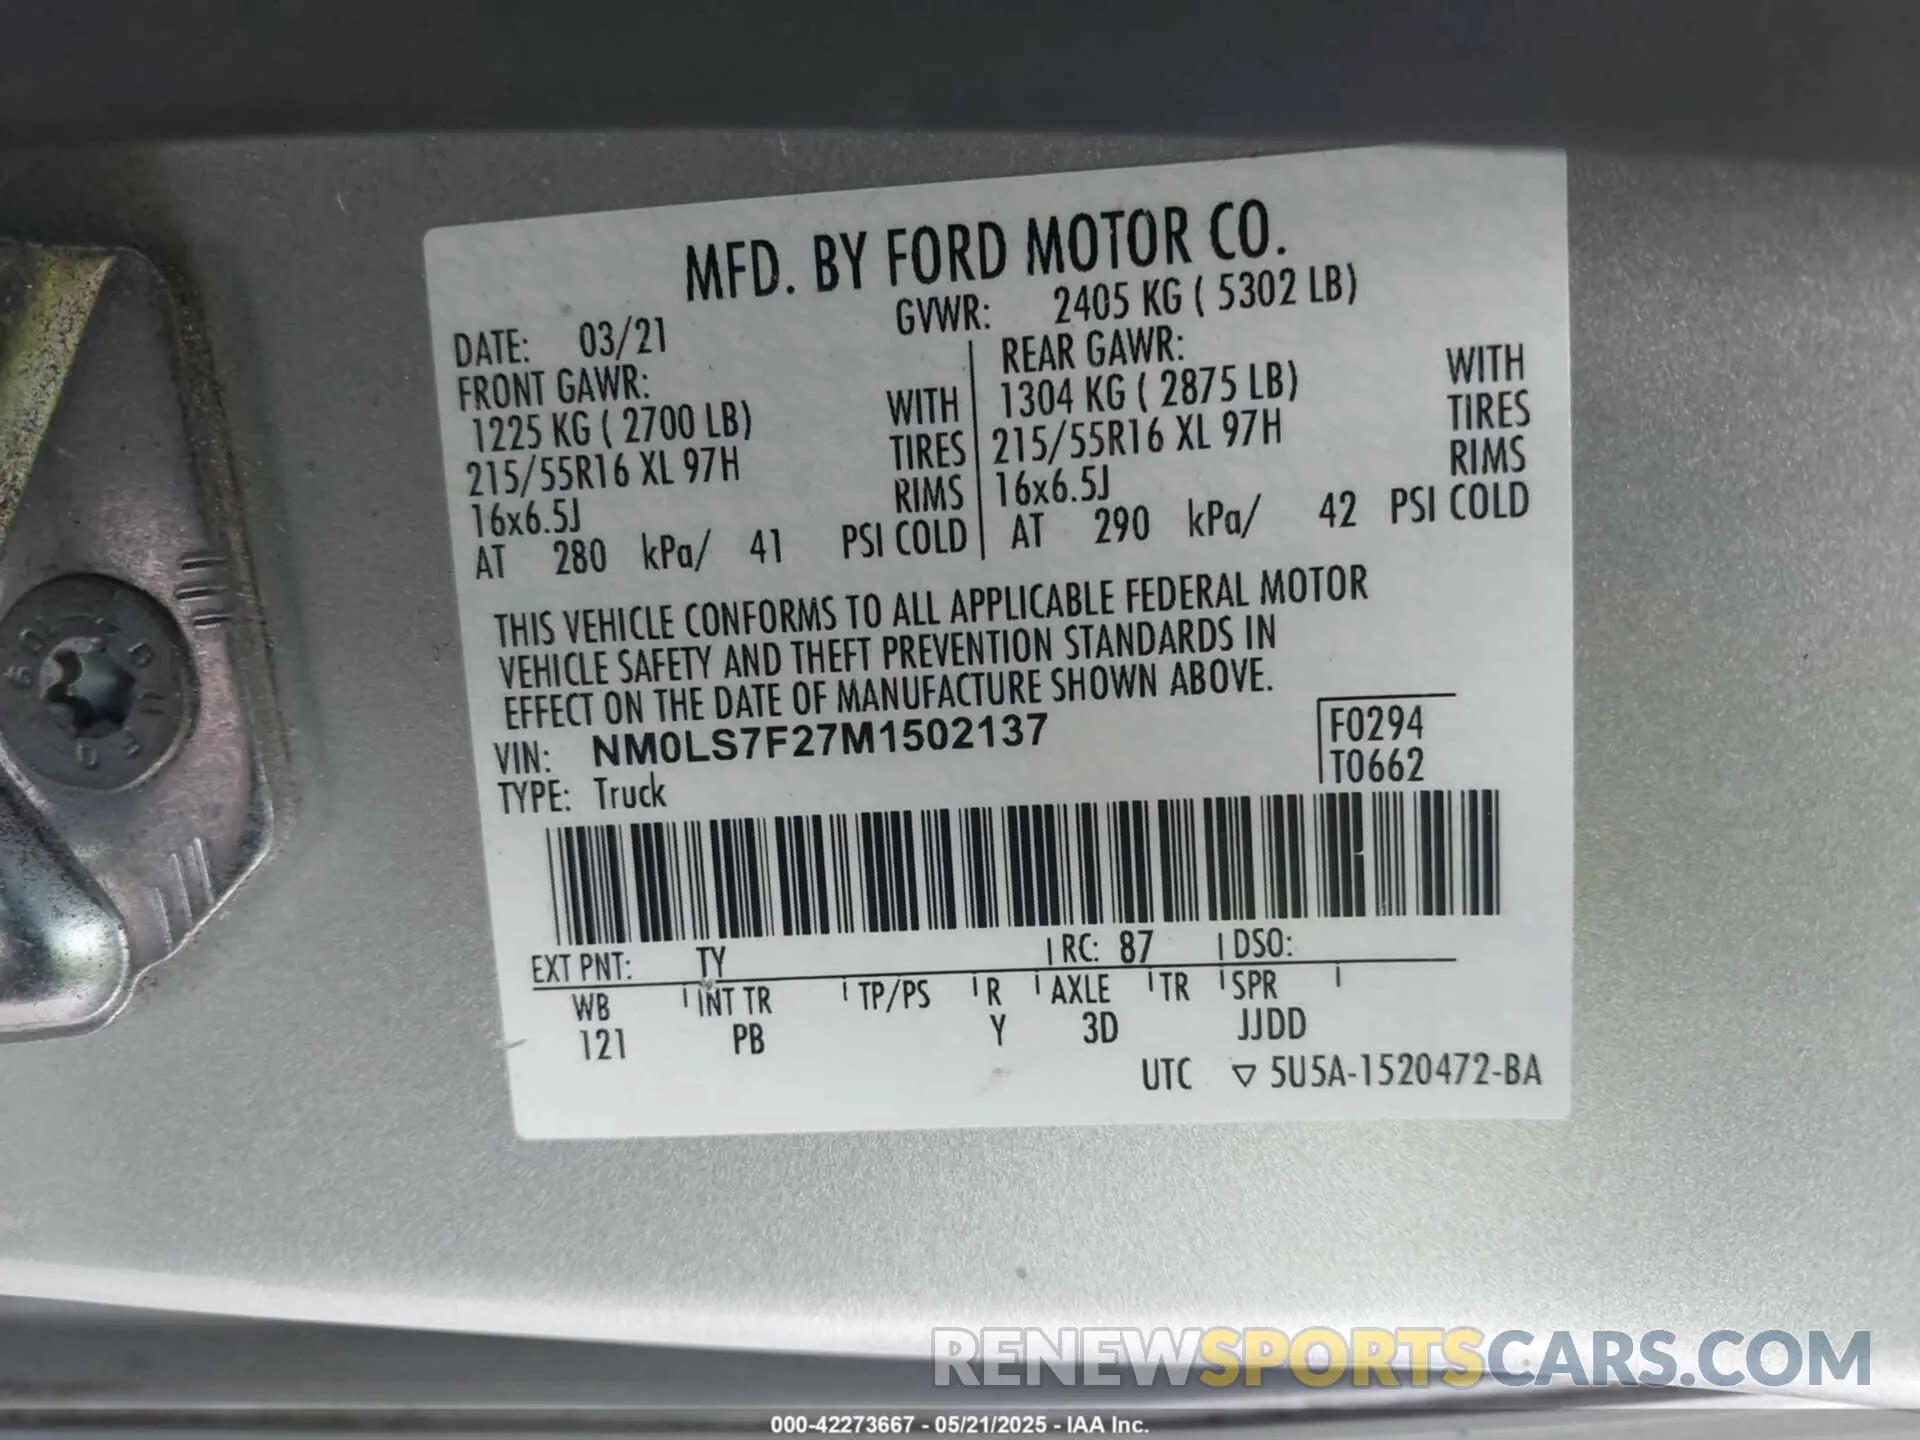 MFD. BY FORD MOTOR CO.
DATE: 03/21 GVWR: 2405 KG ( 5302 LB)
FRONT GAWR: REAR GAWR:
1225 KG ( 2700 LB) WITH 1304 KG ( 2875 LB) WITH
215/55R16 XL 97H TIRES 215/55R16 XL 97H TIRES
16x6.5J RIMS 16x6.5J RIMS
AT 280 kPa/ 41 PSI COLD AT 290 kPa/ 42 PSI COLD
THIS VEHICLE CONFORMS TO ALL APPLICABLE FEDERAL MOTOR
VEHICLE SAFETY AND THEFT PREVENTION STANDARDS IN
EFFECT ON THE DATE OF MANUFACTURE SHOWN ABOVE.
VIN: NM0LS7F27M1502137 F0294
TYPE: Truck T0662
EXT PNT: TY RC: 87 DSO:
WB INT TR TP/PS R AXLE TR SPR
121 PB Y 3D JJDD
UTC ▽ 5U5A-1520472-BA
RENEWSPORTSCARS.COM
000-42273667 - 05/21/2025 - IAA Inc.